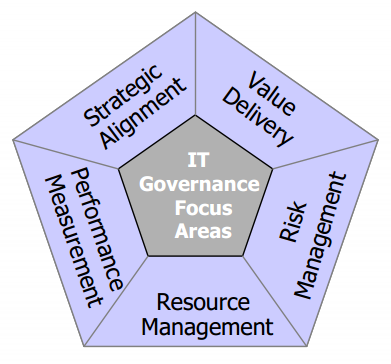 Strategic
Alignment
Value
Delivery
IT
Governance
Focus
Areas
Performance
Measurement
Risk
Management
Resource
Management